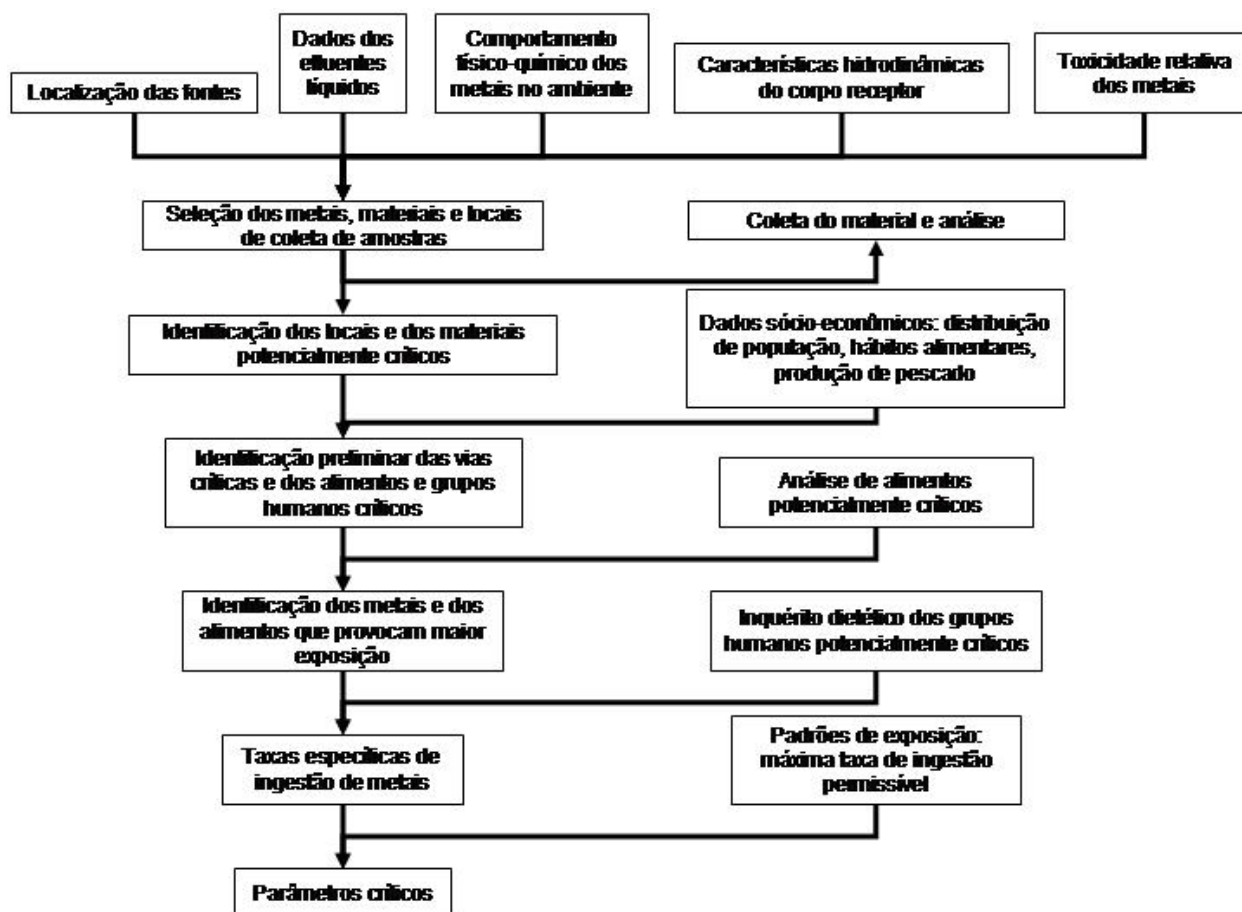 Localização das fontes
Dados dos
efluentes
líquidos
Comportamento
físico-químico dos
metais no ambiente
Características hidrodinâmicas
do corpo receptor
Toxicidade relativa
dos metais
Seleção dos metais, materiais e locais
de coleta de amostras
Coleta do material e análise
Identificação dos locais e dos materiais
potencialmente críticos
Dados sócio-econômicos: distribuição
de população, hábitos alimentares,
produção de pescado
Identificação preliminar das vias
críticas e dos alimentos e grupos
humanos críticos
Análise de alimentos
potencialmente críticos
Identificação dos metais e dos
alimentos que provocam maior
exposição
Inquérito dietético dos grupos
humanos potencialmente críticos
Taxas específicas de
ingestão de metais
Padrões de exposição:
máxima taxa de ingestão
permissível
Parâmetros críticos